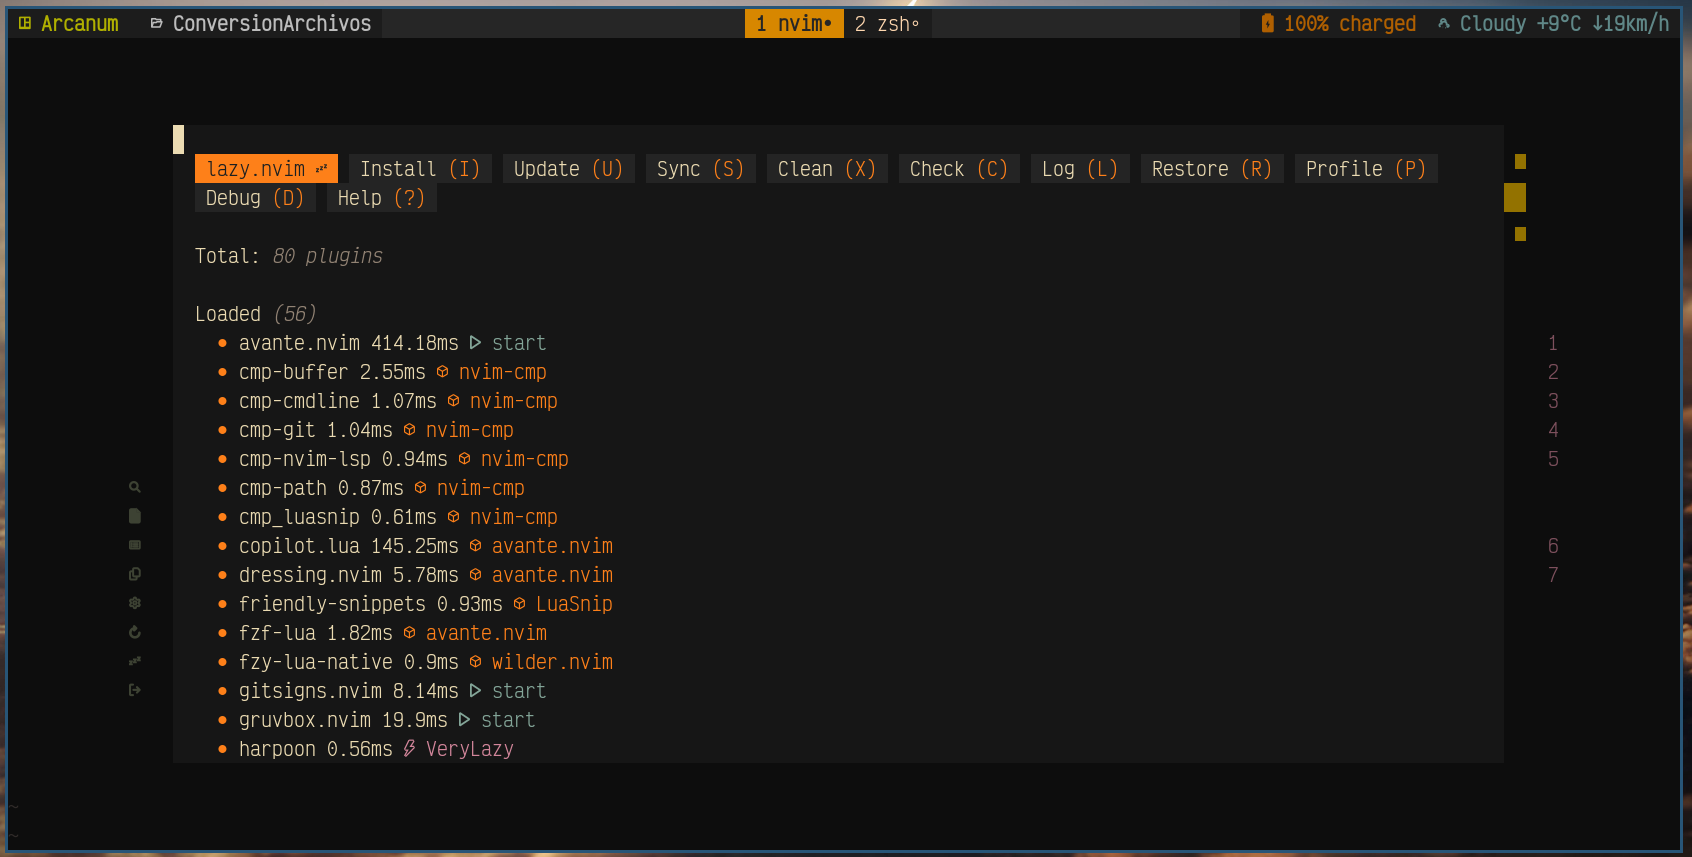 Arcanum ConversionArchivos 1 nvim• 2 zsh◦ 100% charged Cloudy +9°C ↓19km/h
lazy.nvim Install (I) Update (U) Sync (S) Clean (X) Check (C) Log (L) Restore (R) Profile (P)
Debug (D) Help (?)
Total: 80 plugins
Loaded (56)
● avante.nvim 414.18ms ▷ start 1
● cmp-buffer 2.55ms nvim-cmp 2
● cmp-cmdline 1.07ms nvim-cmp 3
● cmp-git 1.04ms nvim-cmp 4
● cmp-nvim-lsp 0.94ms nvim-cmp 5
● cmp-path 0.87ms nvim-cmp
● cmp_luasnip 0.61ms nvim-cmp
● copilot.lua 145.25ms avante.nvim 6
● dressing.nvim 5.78ms avante.nvim 7
● friendly-snippets 0.93ms LuaSnip
● fzf-lua 1.82ms avante.nvim
● fzy-lua-native 0.9ms wilder.nvim
● gitsigns.nvim 8.14ms ▷ start
● gruvbox.nvim 19.9ms ▷ start
● harpoon 0.56ms VeryLazy
~
~